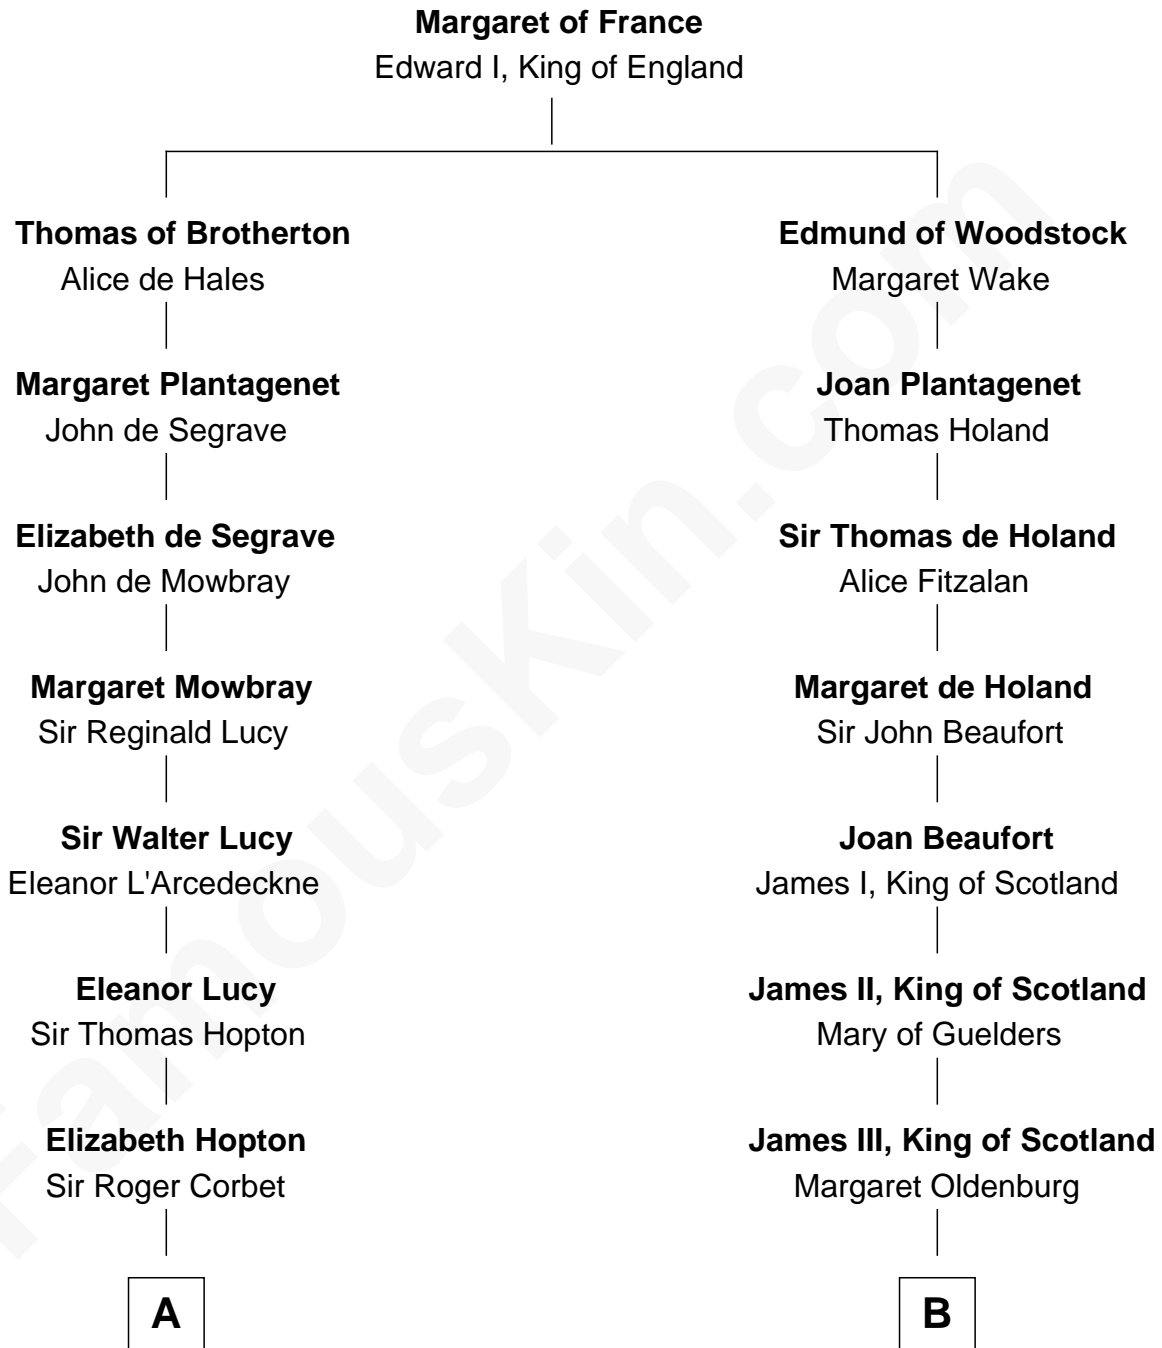 Margaret of France
Edward I, King of England
Thomas of Brotherton
Alice de Hales
Edmund of Woodstock
Margaret Wake
Margaret Plantagenet
John de Segrave
Joan Plantagenet
Thomas Holand
Elizabeth de Segrave
John de Mowbray
Sir Thomas de Holand
Alice Fitzalan
Margaret Mowbray
Sir Reginald Lucy
Margaret de Holand
Sir John Beaufort
Sir Walter Lucy
Eleanor L'Arcedeckne
Joan Beaufort
James I, King of Scotland
Eleanor Lucy
Sir Thomas Hopton
James II, King of Scotland
Mary of Guelders
Elizabeth Hopton
Sir Roger Corbet
James III, King of Scotland
Margaret Oldenburg
A
B
FamousKin.com